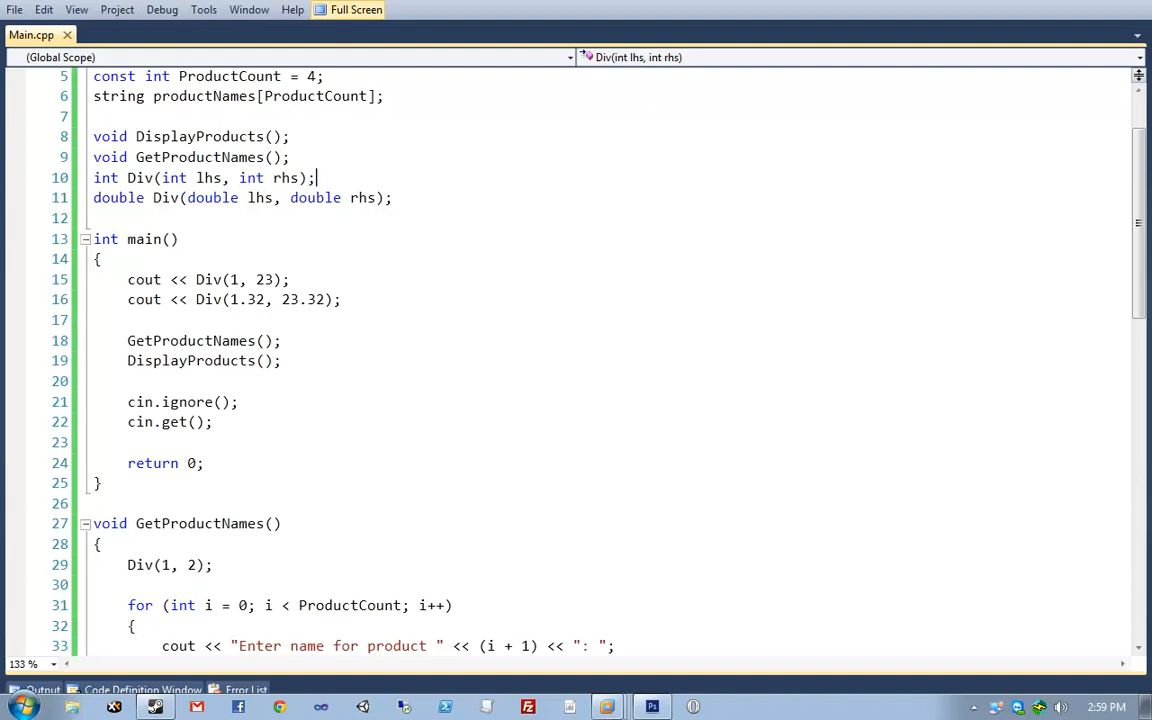 File Edit View Project Debug Tools Window Help Full Screen
Main.cpp
(Global Scope) Div(int lhs, int rhs)
5 const int ProductCount = 4;
6 string productNames[ProductCount];
7
8 void DisplayProducts();
9 void GetProductNames();
10 int Div(int lhs, int rhs);
11 double Div(double lhs, double rhs);
12
13 int main()
14 {
15 cout << Div(1, 23);
16 cout << Div(1.32, 23.32);
17
18 GetProductNames();
19 DisplayProducts();
20
21 cin.ignore();
22 cin.get();
23
24 return 0;
25 }
26
27 void GetProductNames()
28 {
29 Div(1, 2);
30
31 for (int i = 0; i < ProductCount; i++)
32 {
33 cout << "Enter name for product " << (i + 1) << ": ";
133 %
Output Code Definition Window Error List
2:59 PM